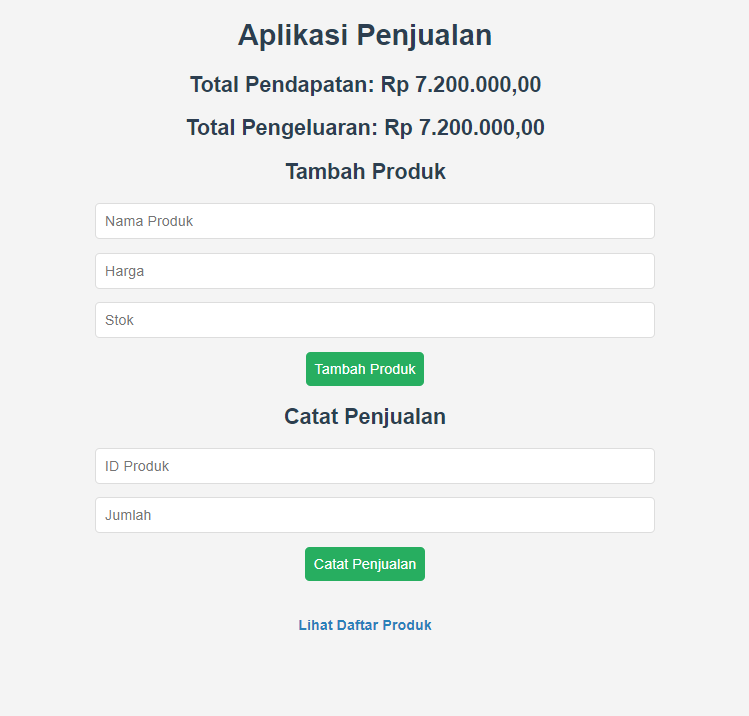 Aplikasi Penjualan
Total Pendapatan: Rp 7.200.000,00
Total Pengeluaran: Rp 7.200.000,00
Tambah Produk
Nama Produk
Harga
Stok
Tambah Produk
Catat Penjualan
ID Produk
Jumlah
Catat Penjualan
Lihat Daftar Produk